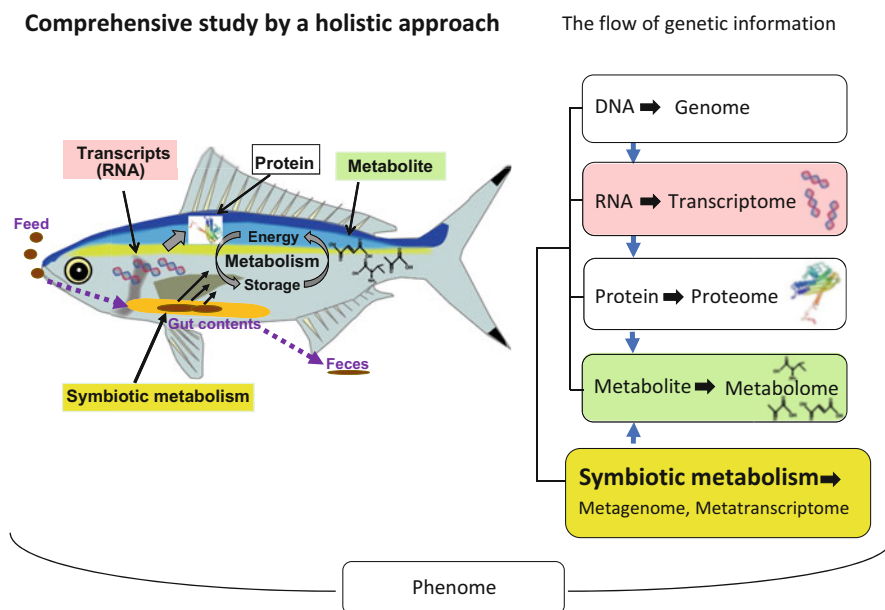 Comprehensive study by a holistic approach
The flow of genetic information
Transcripts
(RNA)
Protein
Metabolite
Feed
Energy
Metabolism
Storage
Gut contents
Feces
Symbiotic metabolism
DNA ➡ Genome
RNA ➡ Transcriptome
Protein ➡ Proteome
Metabolite ➡ Metabolome
Symbiotic metabolism➡
Metagenome, Metatranscriptome
Phenome